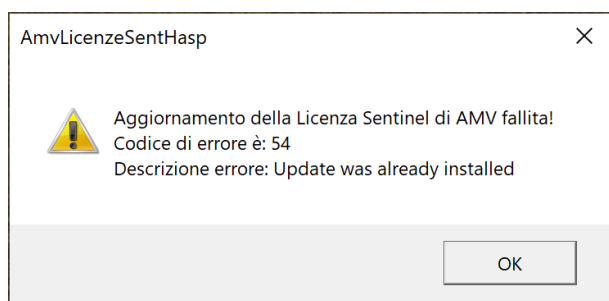 AmvLicenzeSentHasp
Aggiornamento della Licenza Sentinel di AMV fallita!
Codice di errore è: 54
Descrizione errore: Update was already installed
OK